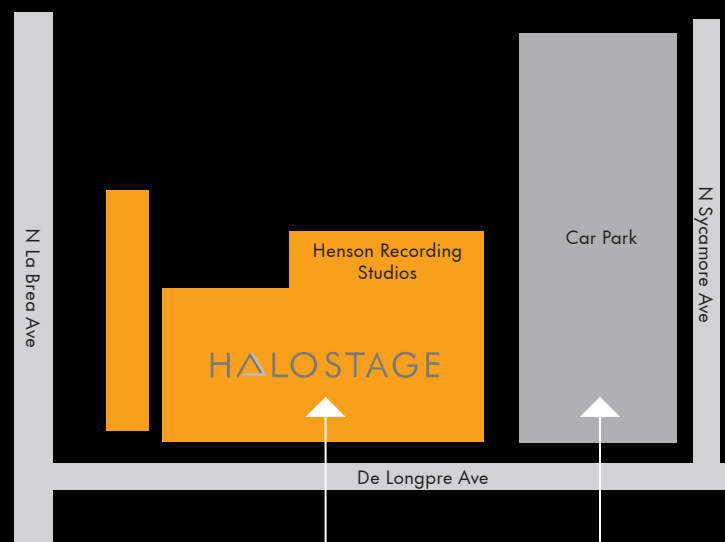 Henson Recording
Studios
HALOSTAGE
Car Park
N La Brea Ave
N Sycamore Ave
De Longpre Ave